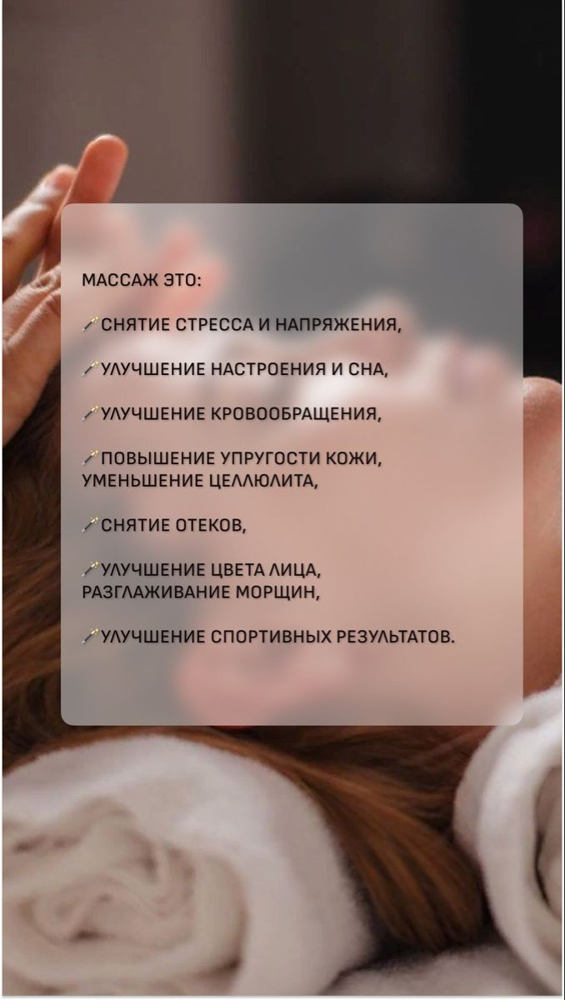 МАССАЖ ЭТО:
🪄СНЯТИЕ СТРЕССА И НАПРЯЖЕНИЯ,
🪄УЛУЧШЕНИЕ НАСТРОЕНИЯ И СНА,
🪄УЛУЧШЕНИЕ КРОВООБРАЩЕНИЯ,
🪄ПОВЫШЕНИЕ УПРУГОСТИ КОЖИ,
УМЕНЬШЕНИЕ ЦЕЛЛЮЛИТА,
🪄СНЯТИЕ ОТЕКОВ,
🪄УЛУЧШЕНИЕ ЦВЕТА ЛИЦА,
РАЗГЛАЖИВАНИЕ МОРЩИН,
🪄УЛУЧШЕНИЕ СПОРТИВНЫХ РЕЗУЛЬТАТОВ.